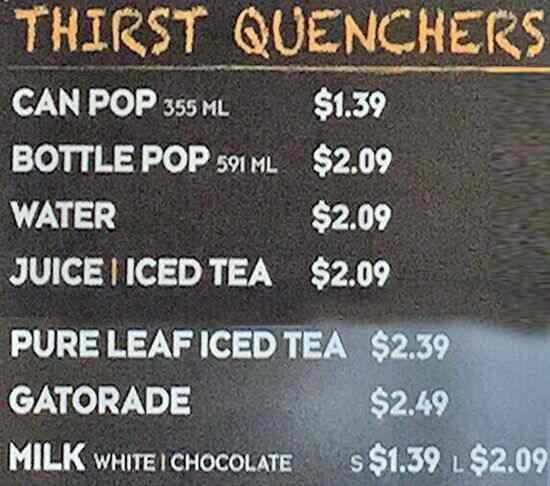 THIRST QUENCHERS
CAN POP 355 ML $1.39
BOTTLE POP 591 ML $2.09
WATER $2.09
JUICE | ICED TEA $2.09
PURE LEAF ICED TEA $2.39
GATORADE $2.49
MILK WHITE | CHOCOLATE S $1.39 L $2.09